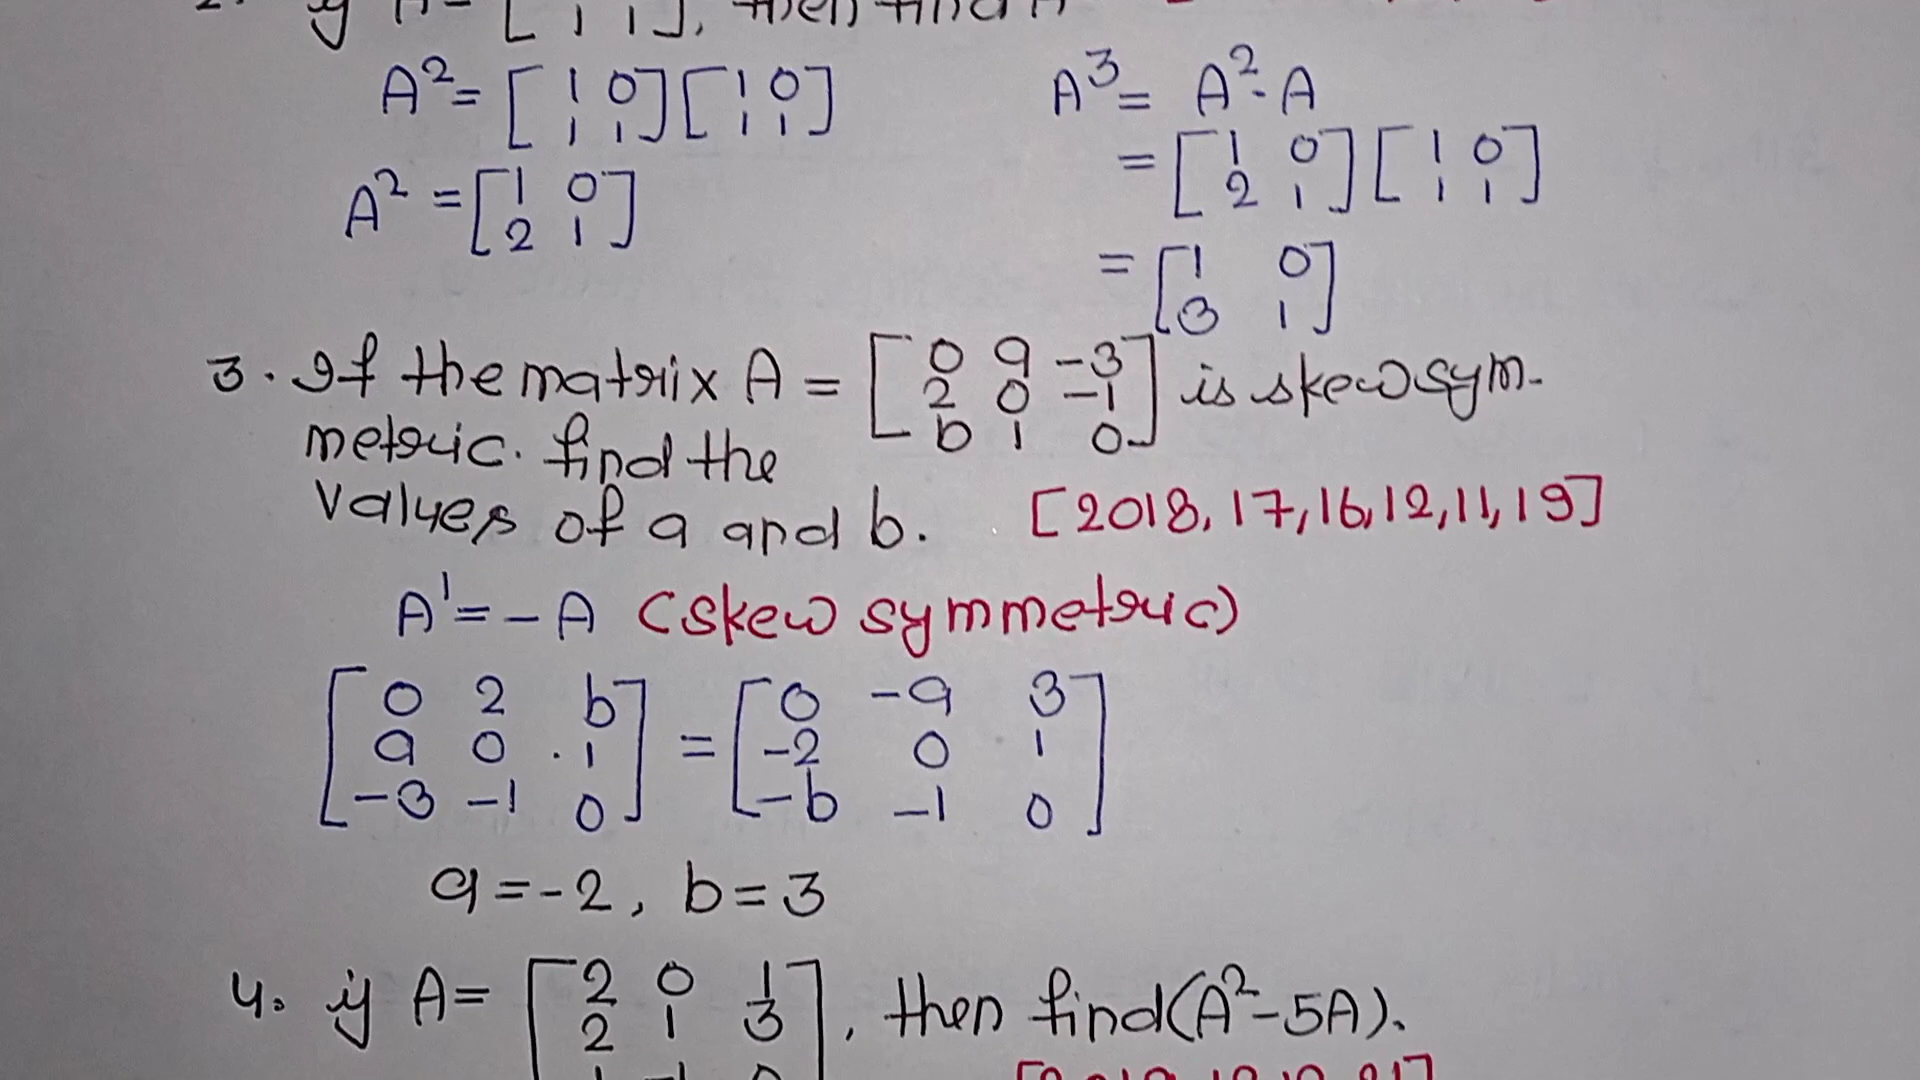 A² = [ 1 0 ] [ 1 0 ]
1 1 1 1
A² = [ 1 0 ]
2 1
A³ = A²·A
= [ 1 0 ] [ 1 0 ]
2 1 1 1
= [ 1 0 ]
3 1
3. If the matrix A = [ 0 a -3 ] is skew sym-
2 0 -1
b 1 0
metric. find the
values of a and b. [2018, 17, 16, 12, 11, 19]
A' = -A (skew symmetric)
[ 0 2 b ] = [ 0 -a 3 ]
a 0 . 1 -2 0 1
-3 -1 0 -b -1 0
a = -2, b = 3
4. if A = [ 2 0 1 ], then find (A² - 5A).
2 1 3